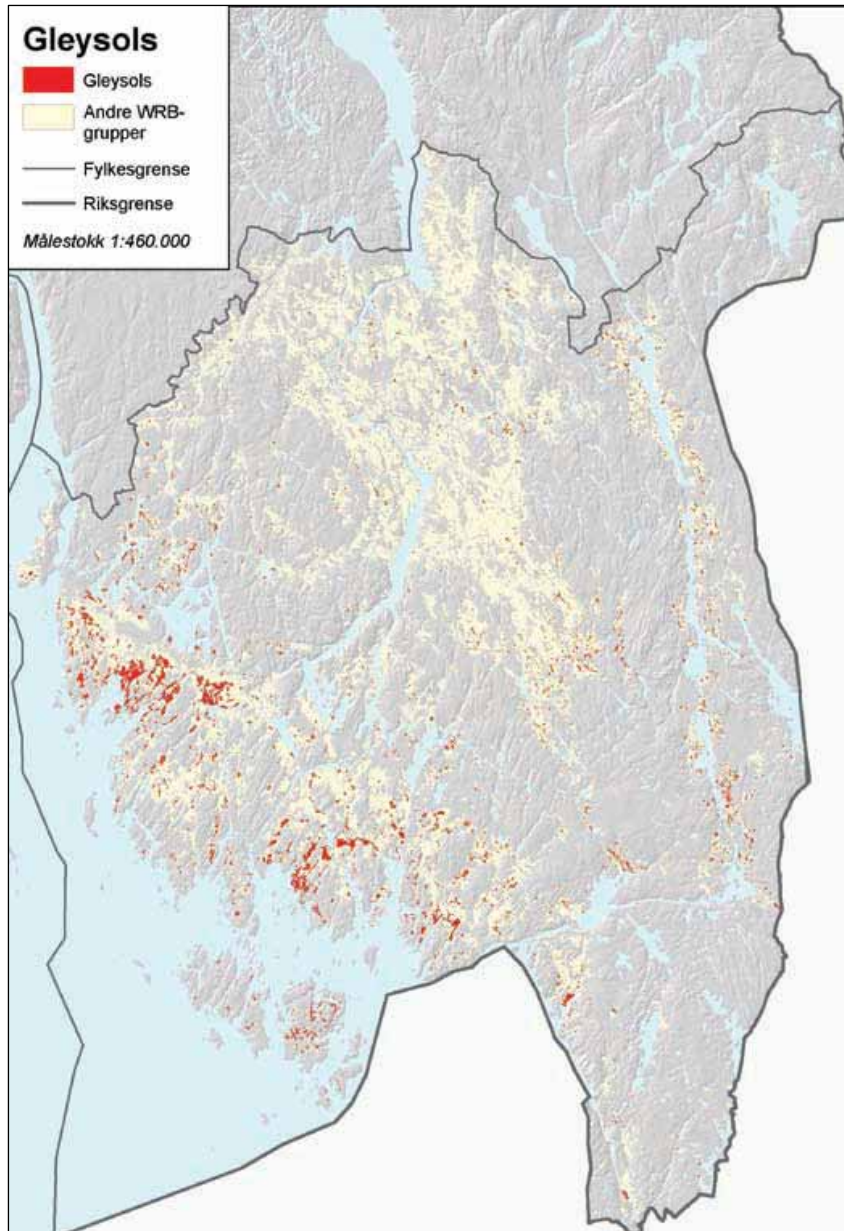 Gleysols
Gleysols
Andre WRB-
grupper
Fylkesgrense
Riksgrense
Målestokk 1:460.000